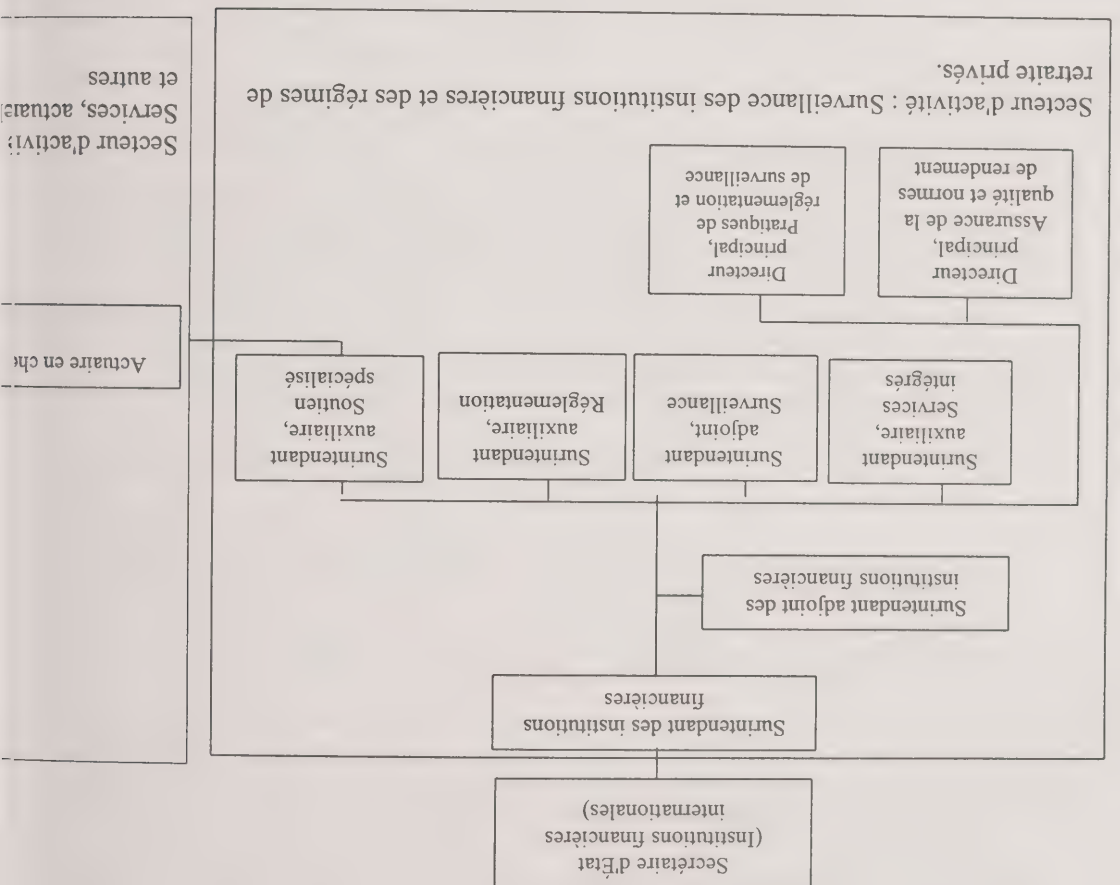 Secrétaire d'État
(Institutions financières
internationales)
Surintendant des institutions
financières
Surintendant adjoint des
institutions financières
Surintendant
auxiliaire,
Services
intégrés
Surintendant
adjoint,
Surveillance
Surintendant
auxiliaire,
Réglementation
Surintendant
auxiliaire,
Soutien
spécialisé
Actuaire en
Directeur
principal,
Assurance de la
qualité et normes
de rendement
Directeur
principal,
Pratiques de
réglementation et
de surveillance
Secteur d'activité : Surveillance des institutions financières et des régimes de
retraite privés.
Secteur
Services,
et autres